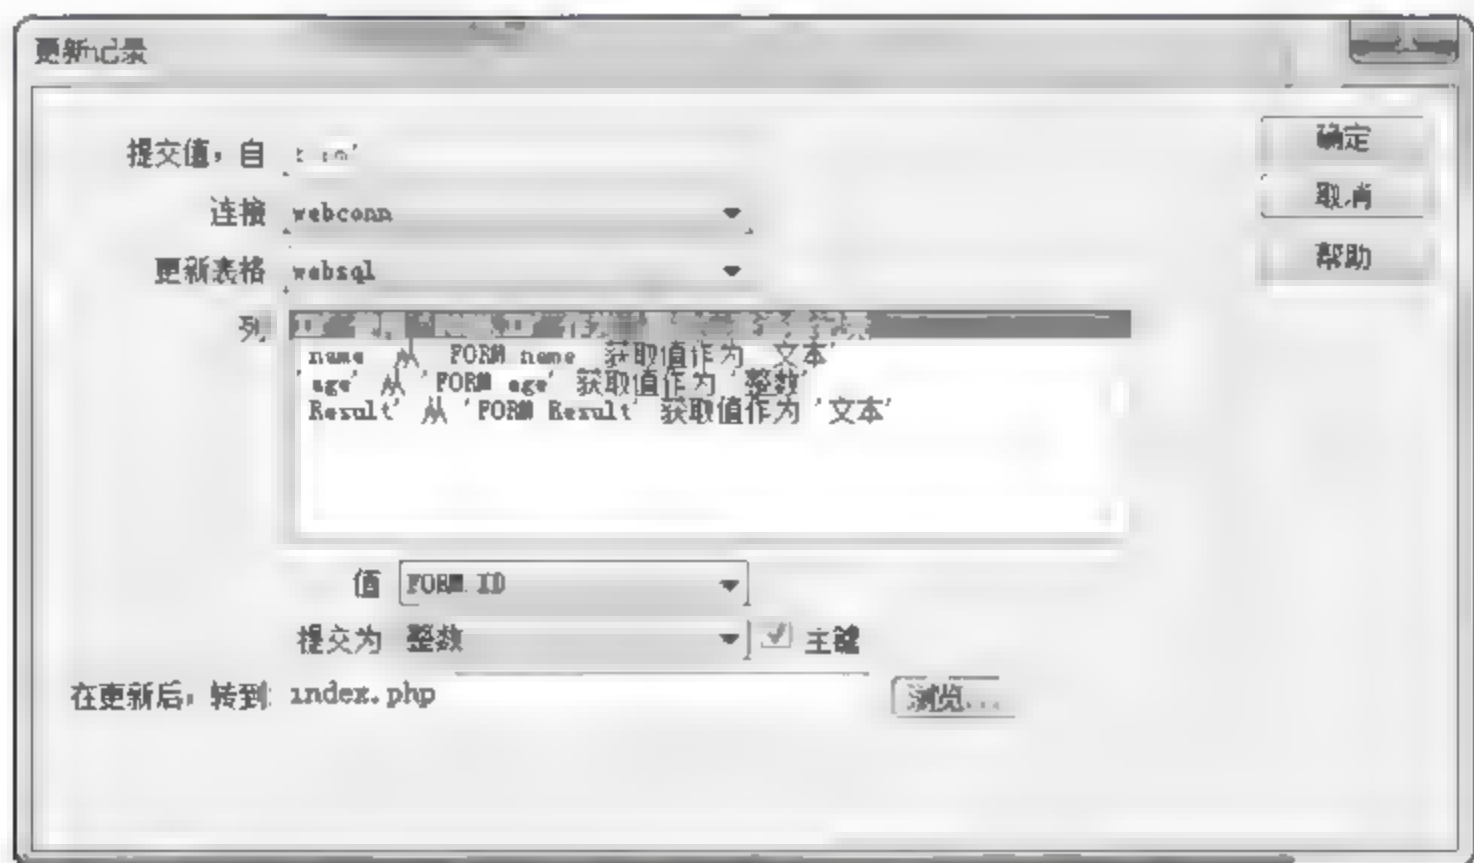 更新记录
提交值，自
确定
连接 webconn
取消
更新表格 websql
帮助
列:
'name' 从 'FORM name' 获取值作为 '文本'
'age' 从 'FORM age' 获取值作为 '整数'
'Result' 从 'FORM Result' 获取值作为 '文本'
值 FORM ID
提交为 整数 主键
在更新后，转到: index.php 浏览...